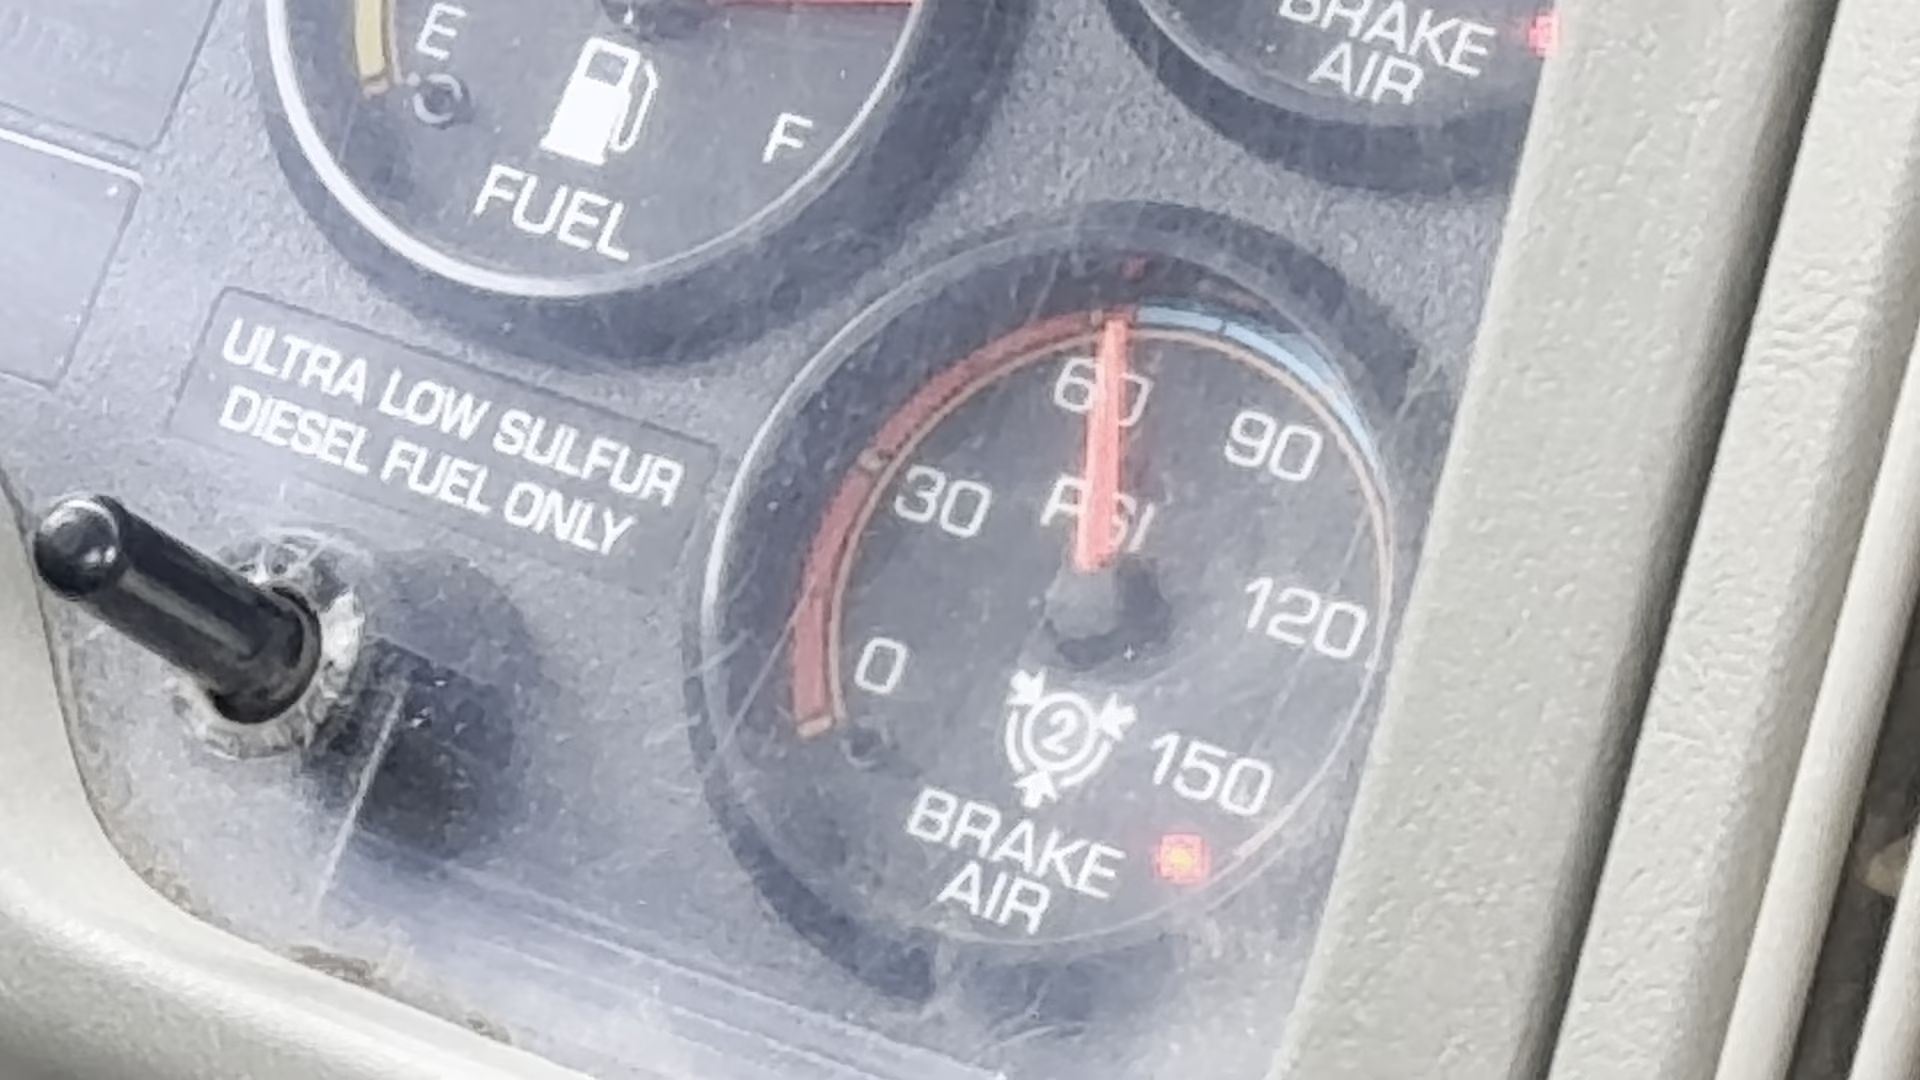 E
F
FUEL
BRAKE
AIR
ULTRA LOW SULFUR
DIESEL FUEL ONLY
60
90
30
PSI
120
0
2
150
BRAKE
AIR